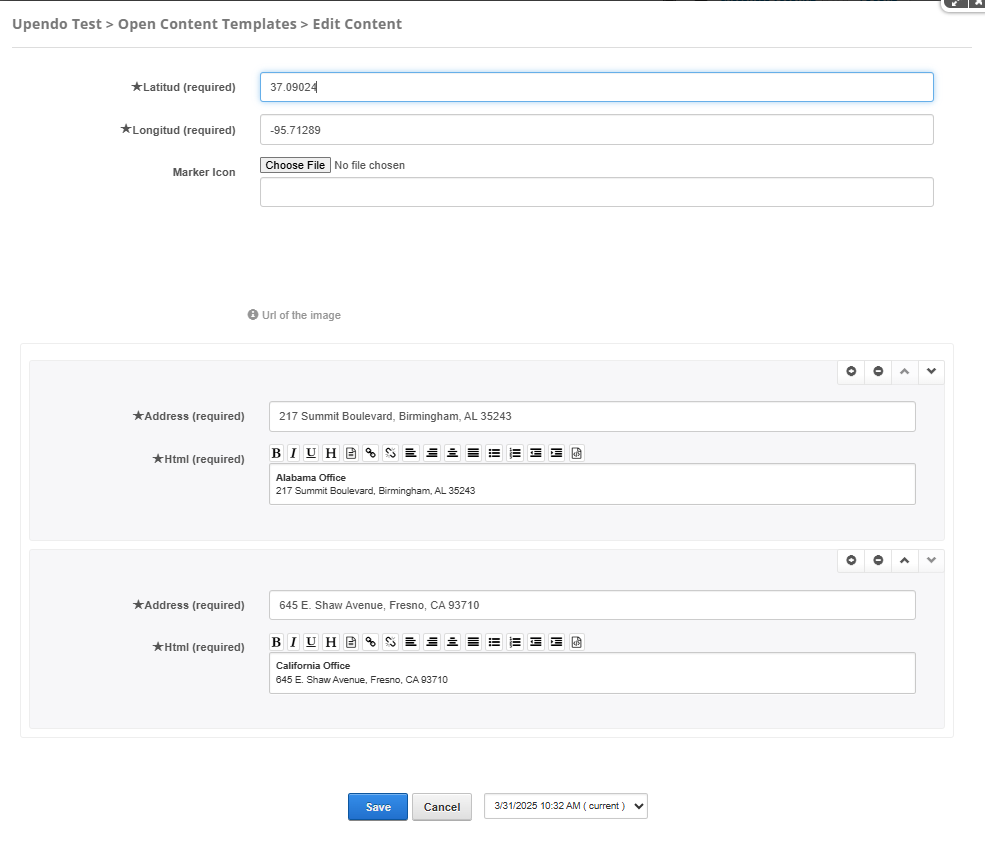 Upendo Test > Open Content Templates > Edit Content
★Latitud (required)
37.09024
★Longitud (required)
-95.71289
Marker Icon
Choose File No file chosen
Url of the image
★Address (required)
217 Summit Boulevard, Birmingham, AL 35243
★Html (required)
B I U H
Alabama Office
217 Summit Boulevard, Birmingham, AL 35243
★Address (required)
645 E. Shaw Avenue, Fresno, CA 93710
★Html (required)
B I U H
California Office
645 E. Shaw Avenue, Fresno, CA 93710
Save Cancel 3/31/2025 10:32 AM ( current )